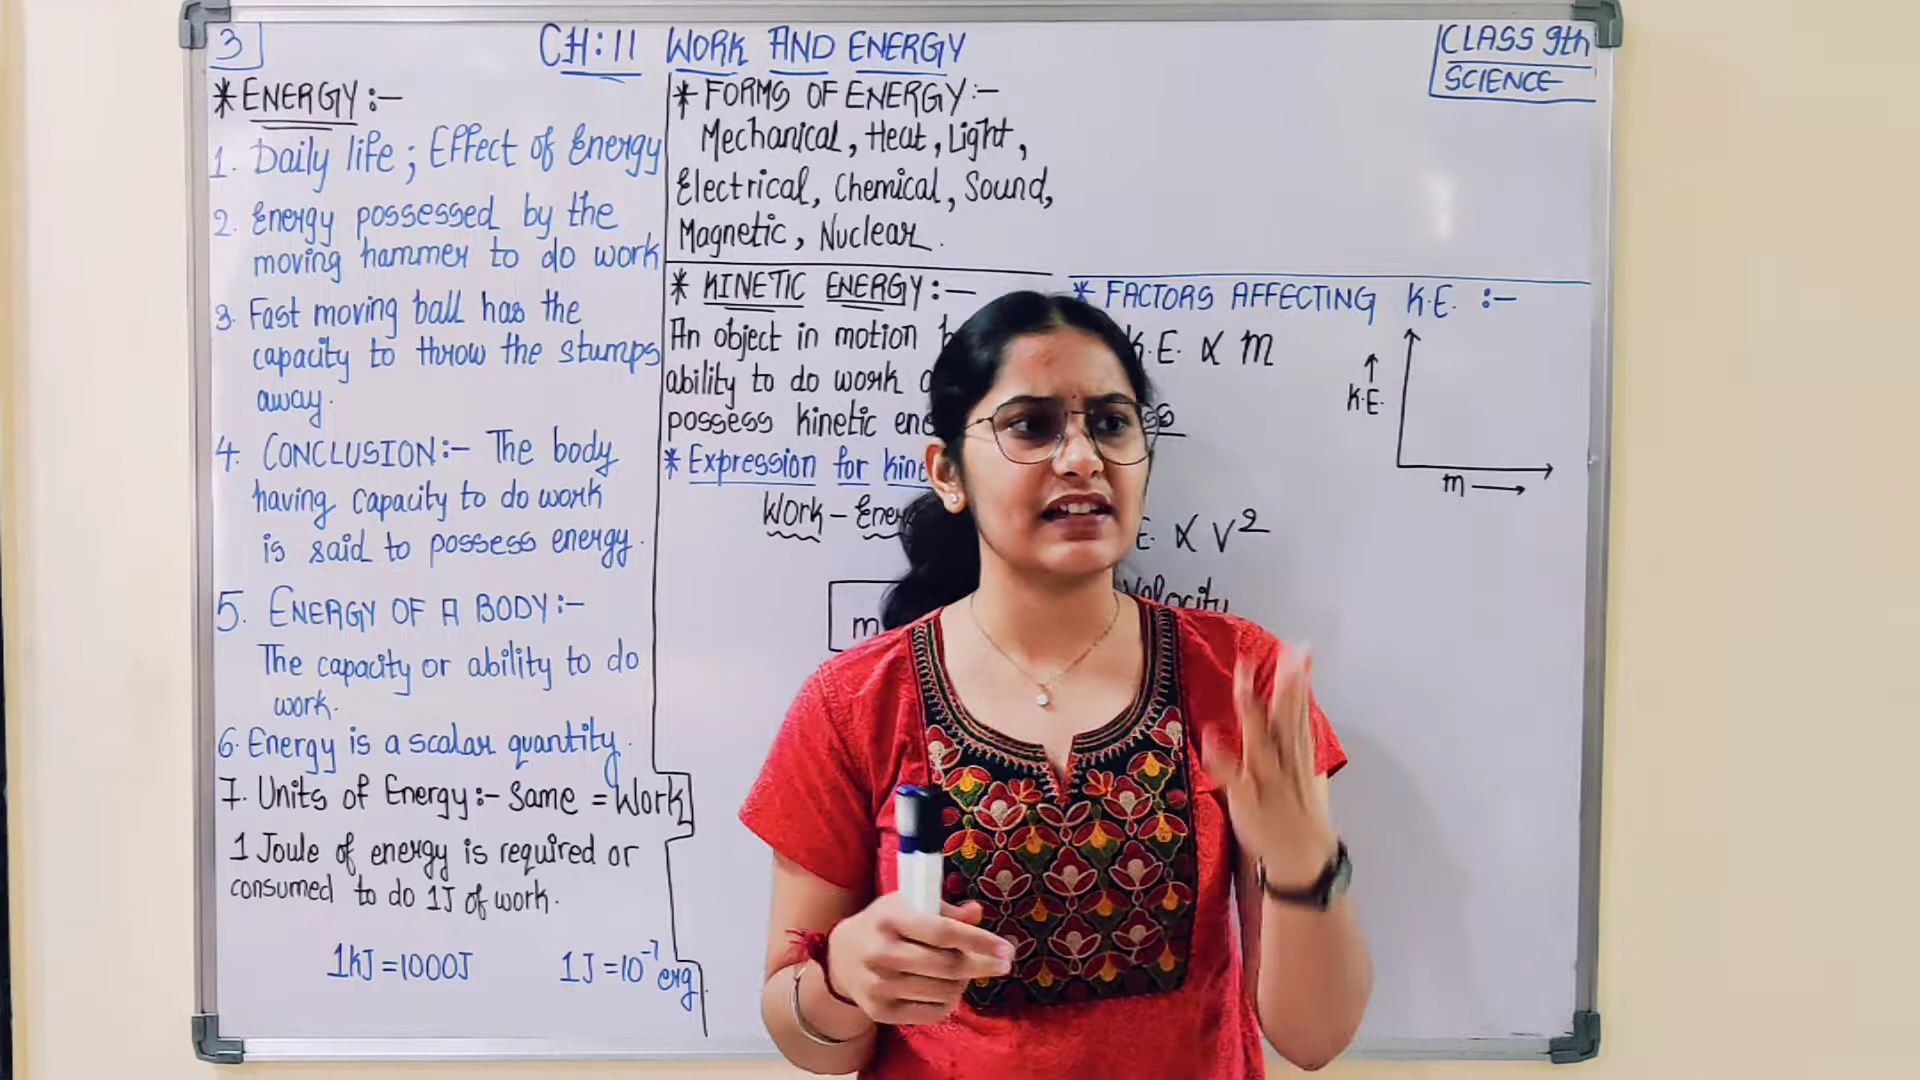 3
CH:11 WORK AND ENERGY
CLASS 9th
SCIENCE
* ENERGY:-
1. Daily life; Effect of Energy
2. Energy possessed by the
moving hammer to do work
3. Fast moving ball has the
capacity to throw the stumps
away.
4. CONCLUSION:- The body
having capacity to do work
is said to possess energy.
5. ENERGY OF A BODY:-
The capacity or ability to do
work.
6. Energy is a scalar quantity.
7. Units of Energy:- Same = Work
1 Joule of energy is required or
consumed to do 1J of work.
1kJ = 1000J 1J = 10⁻⁷ erg
* FORMS OF ENERGY:-
Mechanical, Heat, Light,
Electrical, Chemical, Sound,
Magnetic, Nuclear.
* KINETIC ENERGY:-
An object in motion
ability to do work
possess kinetic
* Expression for
Work -
m
* FACTORS AFFECTING K.E. :-
K.E. ∝ m
K.E.
m
∝ V²
Velocity